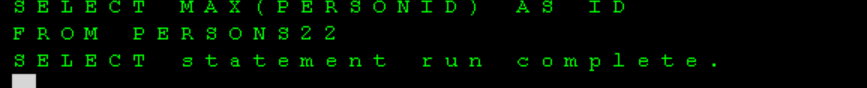 SELECT MAX(PERSONID) AS ID
FROM PERSONS22
SELECT statement run complete.